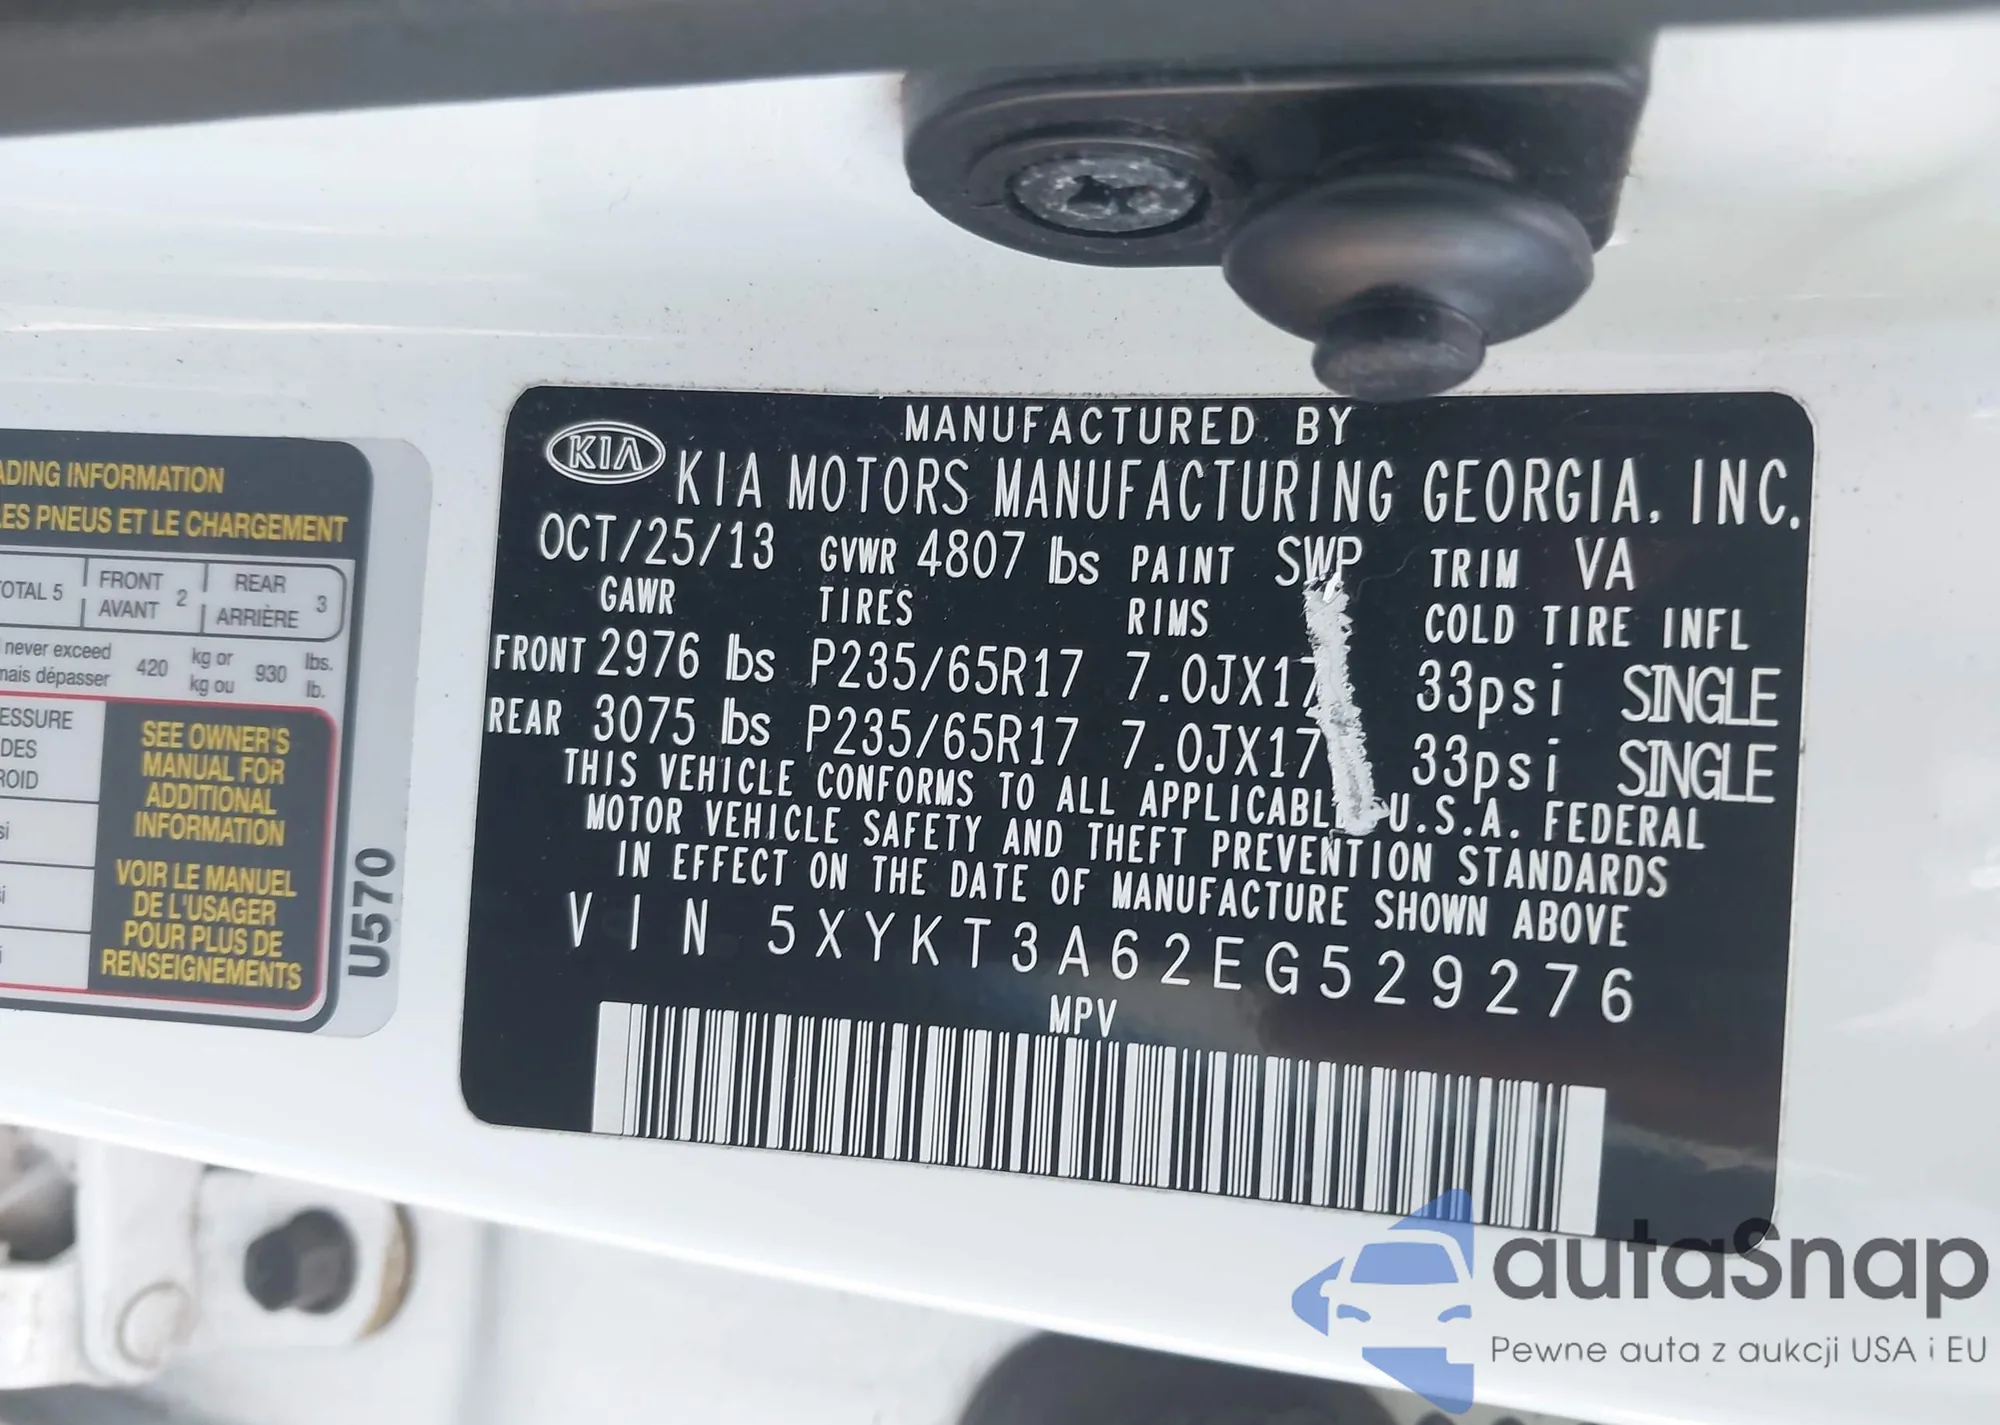 ADING INFORMATION
LES PNEUS ET LE CHARGEMENT
TOTAL 5 FRONT AVANT 2 REAR ARRIÈRE 3
never exceed
mais dépasser
420 kg or kg ou 930 lbs. lb.
ESSURE
DES
ROID
SEE OWNER'S
MANUAL FOR
ADDITIONAL
INFORMATION
VOIR LE MANUEL
DE L'USAGER
POUR PLUS DE
RENSEIGNEMENTS
U570
MANUFACTURED BY
KIA KIA MOTORS MANUFACTURING GEORGIA, INC.
OCT/25/13 GVWR 4807 lbs PAINT SWP TRIM VA
GAWR TIRES RIMS COLD TIRE INFL
FRONT 2976 lbs P235/65R17 7.0JX17 33psi SINGLE
REAR 3075 lbs P235/65R17 7.0JX17 33psi SINGLE
THIS VEHICLE CONFORMS TO ALL APPLICABL U.S.A. FEDERAL
MOTOR VEHICLE SAFETY AND THEFT PREVENTION STANDARDS
IN EFFECT ON THE DATE OF MANUFACTURE SHOWN ABOVE
VIN 5XYKT3A62EG529276
MPV
autaSnap
Pewne auta z aukcji USA i EU